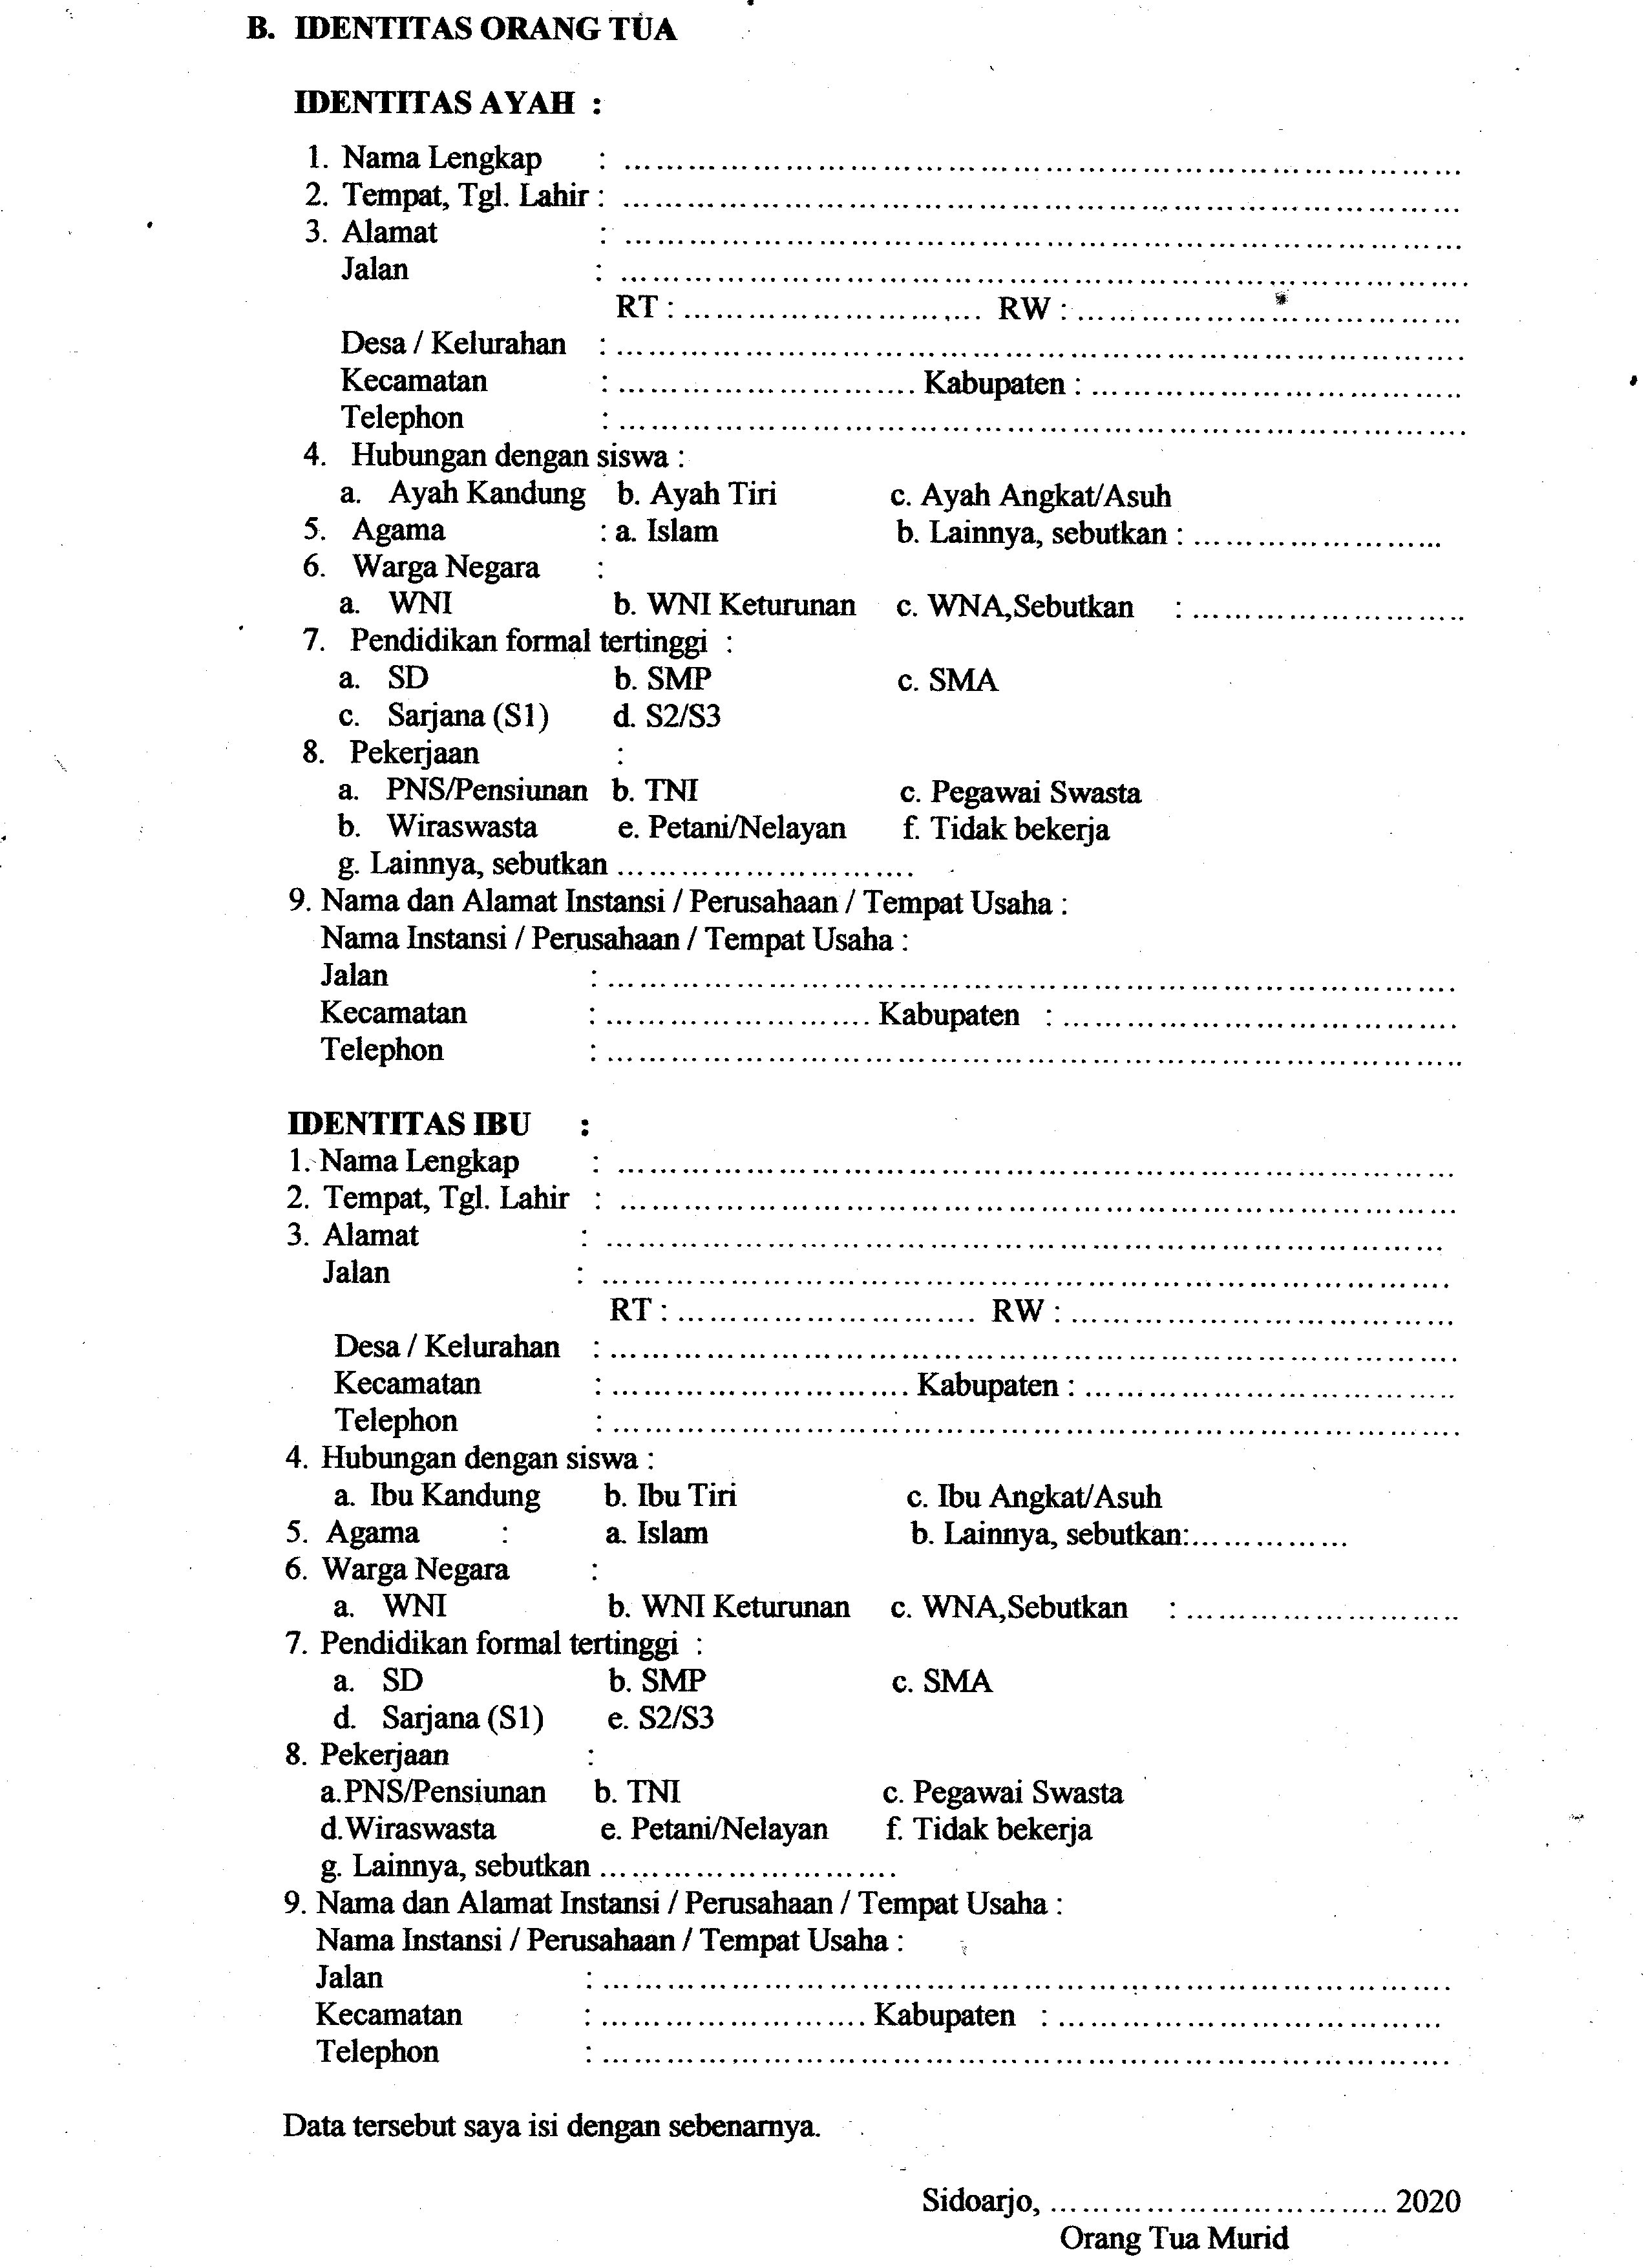 B. IDENTITAS ORANG TUA
IDENTITAS AYAH :
1. Nama Lengkap : ................................................................
2. Tempat, Tgl. Lahir : ................................................................
3. Alamat : ................................................................
Jalan : ................................................................
RT : ............................ RW : ....................................
Desa / Kelurahan : ................................................................
Kecamatan : ............................ Kabupaten : ...................................
Telephon : ................................................................
4. Hubungan dengan siswa :
a. Ayah Kandung b. Ayah Tiri c. Ayah Angkat/Asuh
5. Agama : a. Islam b. Lainnya, sebutkan : .......................
6. Warga Negara :
a. WNI b. WNI Keturunan c. WNA,Sebutkan : ..........................
7. Pendidikan formal tertinggi :
a. SD b. SMP c. SMA
c. Sarjana (S1) d. S2/S3
8. Pekerjaan :
a. PNS/Pensiunan b. TNI c. Pegawai Swasta
b. Wiraswasta e. Petani/Nelayan f. Tidak bekerja
g. Lainnya, sebutkan ............................
9. Nama dan Alamat Instansi / Perusahaan / Tempat Usaha :
Nama Instansi / Perusahaan / Tempat Usaha :
Jalan : ................................................................
Kecamatan : ......................... Kabupaten : .....................................
Telephon : ................................................................
IDENTITAS IBU :
1. Nama Lengkap : ................................................................
2. Tempat, Tgl. Lahir : ................................................................
3. Alamat : ................................................................
Jalan : ................................................................
RT : ............................ RW : ....................................
Desa / Kelurahan : ................................................................
Kecamatan : ............................ Kabupaten : ...................................
Telephon : ................................................................
4. Hubungan dengan siswa :
a. Ibu Kandung b. Ibu Tiri c. Ibu Angkat/Asuh
5. Agama : a. Islam b. Lainnya, sebutkan:...............
6. Warga Negara :
a. WNI b. WNI Keturunan c. WNA,Sebutkan : ..........................
7. Pendidikan formal tertinggi :
a. SD b. SMP c. SMA
d. Sarjana (S1) e. S2/S3
8. Pekerjaan :
a.PNS/Pensiunan b. TNI c. Pegawai Swasta
d.Wiraswasta e. Petani/Nelayan f. Tidak bekerja
g. Lainnya, sebutkan ............................
9. Nama dan Alamat Instansi / Perusahaan / Tempat Usaha :
Nama Instansi / Perusahaan / Tempat Usaha :
Jalan : ................................................................
Kecamatan : ......................... Kabupaten : ....................................
Telephon : ................................................................
Data tersebut saya isi dengan sebenarnya.
Sidoarjo, ................................ 2020
Orang Tua Murid